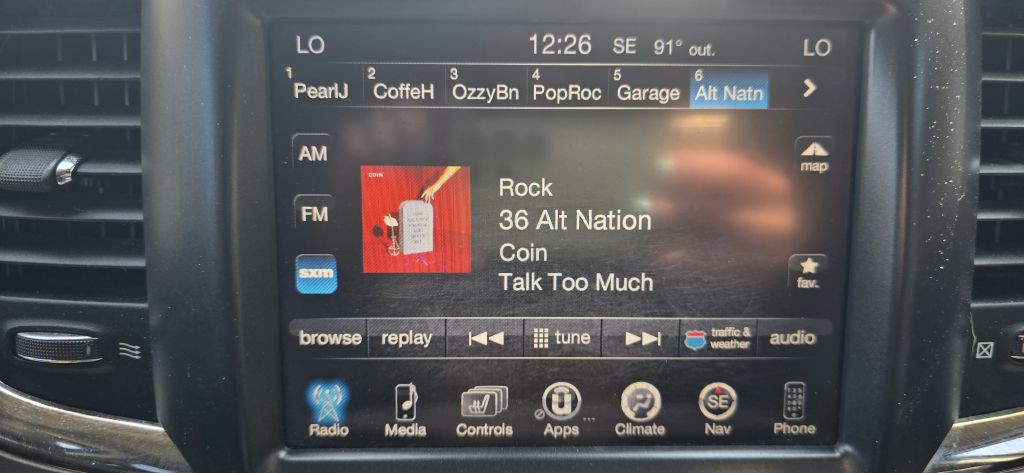 LO 12:26 SE 91° out. LO
1 PearlJ 2 CoffeH 3 OzzyBn 4 PopRoc 5 Garage 6 Alt Natn
AM
map
COIN
Rock
FM
36 Alt Nation
Coin
sxm
Talk Too Much
fav.
browse replay tune traffic & weather audio
SE
Radio Media Controls Apps ... Climate Nav Phone